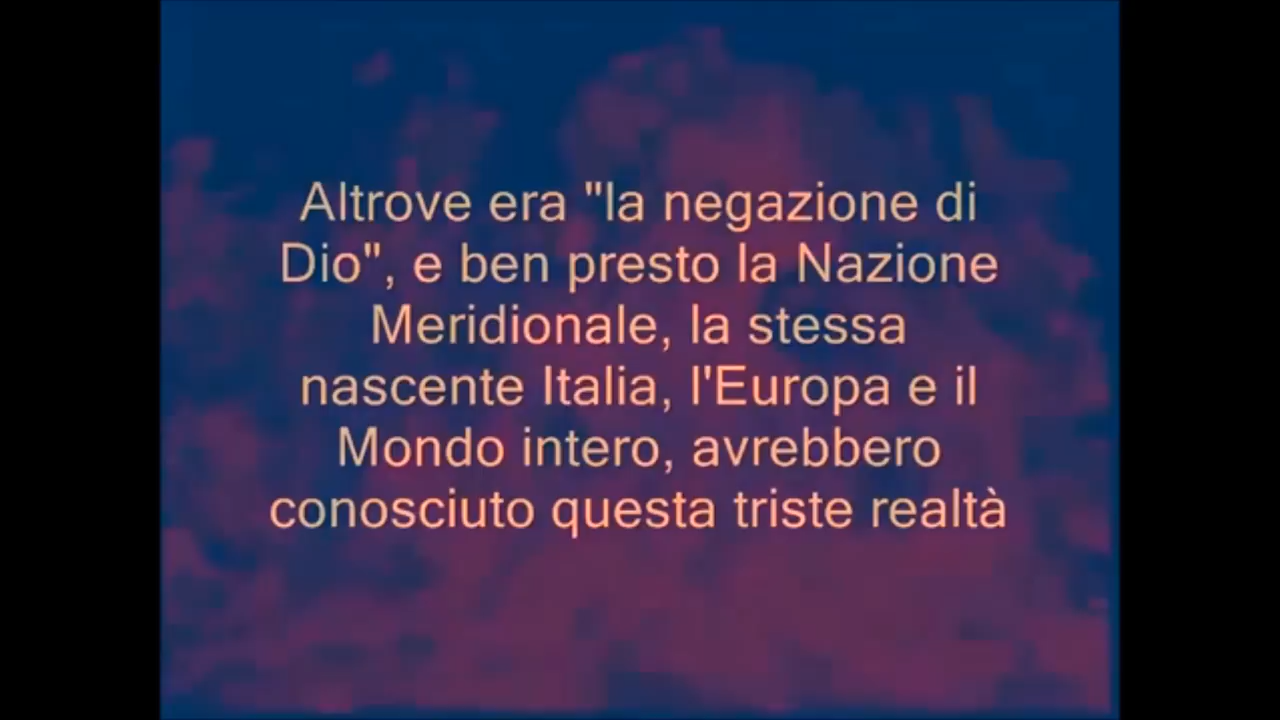 Altrove era "la negazione di
Dio", e ben presto la Nazione
Meridionale, la stessa
nascente Italia, l'Europa e il
Mondo intero, avrebbero
conosciuto questa triste realtà